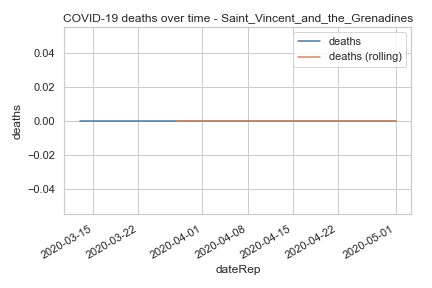 COVID-19 deaths over time - Saint_Vincent_and_the_Grenadines
deaths
deaths (rolling)
0.04
0.02
0.00
−0.02
−0.04
deaths
2020-03-15
2020-03-22
2020-04-01
2020-04-08
2020-04-15
2020-04-22
2020-05-01
dateRep